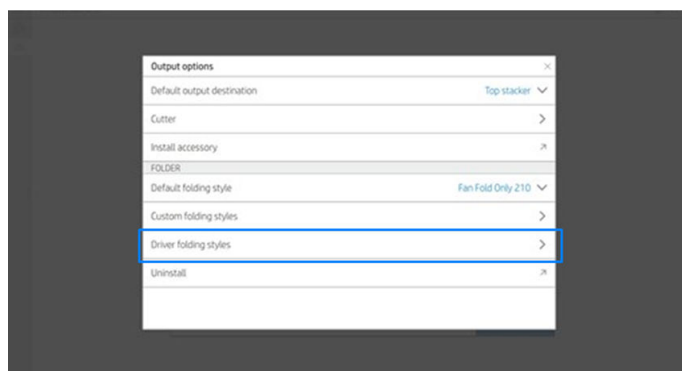 Output options
Default output destination Top stacker
Cutter
Install accessory
FOLDER
Default folding style Fan Fold Only 210
Custom folding styles
Driver folding styles
Uninstall